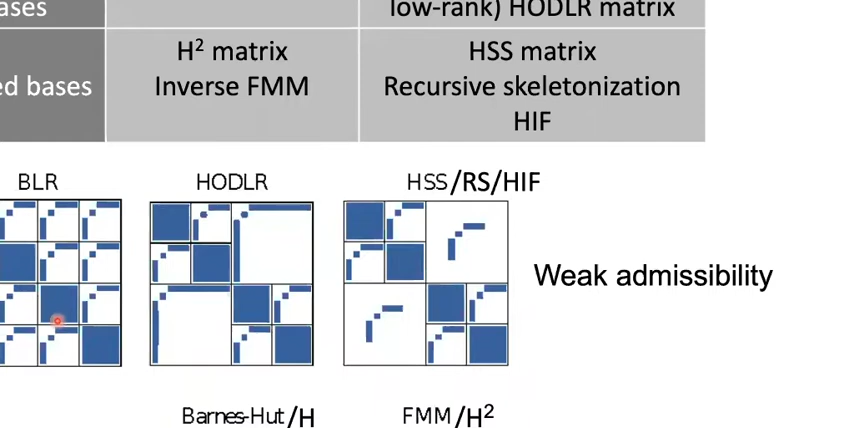 ases
low-rank) HODLR matrix
ed bases
H² matrix
Inverse FMM
HSS matrix
Recursive skeletonization
HIF
BLR
HODLR
HSS/RS/HIF
Weak admissibility
Barnes-Hut/H
FMM/H²